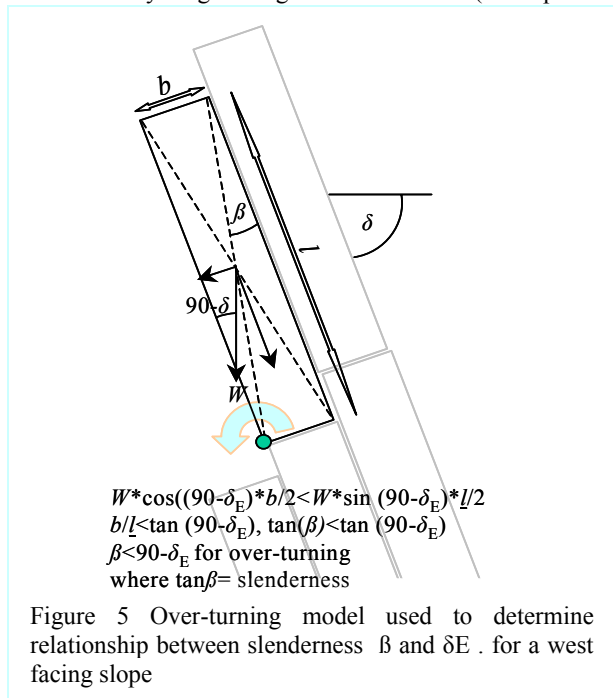 b
β
l
δ
90-δ
W
W*cos((90-δE)*b/2<W*sin (90-δE)*l/2
b/l<tan (90-δE), tan(β)<tan (90-δE)
β<90-δE for over-turning
where tanβ= slenderness
Figure 5 Over-turning model used to determine
relationship between slenderness ß and δE . for a west
facing slope